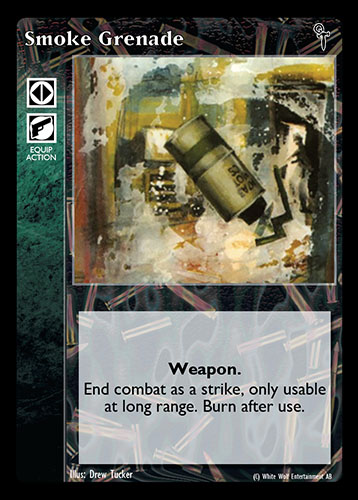 Smoke Grenade
EQUIP
ACTION
Weapon.
End combat as a strike, only usable
at long range. Burn after use.
Illus: Drew Tucker
(C) White Wolf Entertainment AB